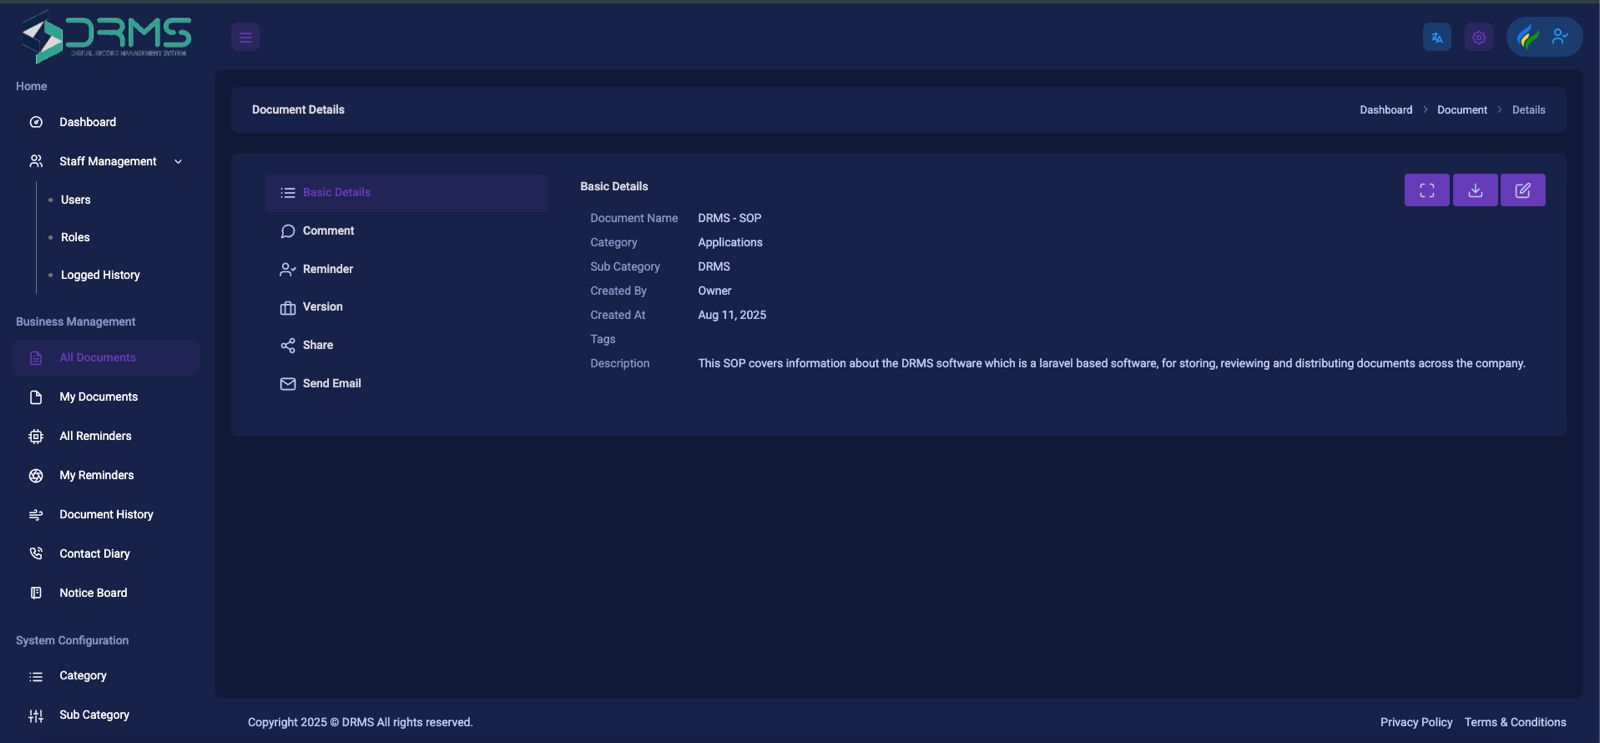 DRMS
DIGITAL RECORD MANAGEMENT SYSTEM
Home
Dashboard
Staff Management
Users
Roles
Logged History
Business Management
All Documents
My Documents
All Reminders
My Reminders
Document History
Contact Diary
Notice Board
System Configuration
Category
Sub Category
Document Details
Dashboard > Document > Details
Basic Details
Comment
Reminder
Version
Share
Send Email
Basic Details
Document Name DRMS - SOP
Category Applications
Sub Category DRMS
Created By Owner
Created At Aug 11, 2025
Tags
Description This SOP covers information about the DRMS software which is a laravel based software, for storing, reviewing and distributing documents across the company.
Copyright 2025 © DRMS All rights reserved.
Privacy Policy Terms & Conditions